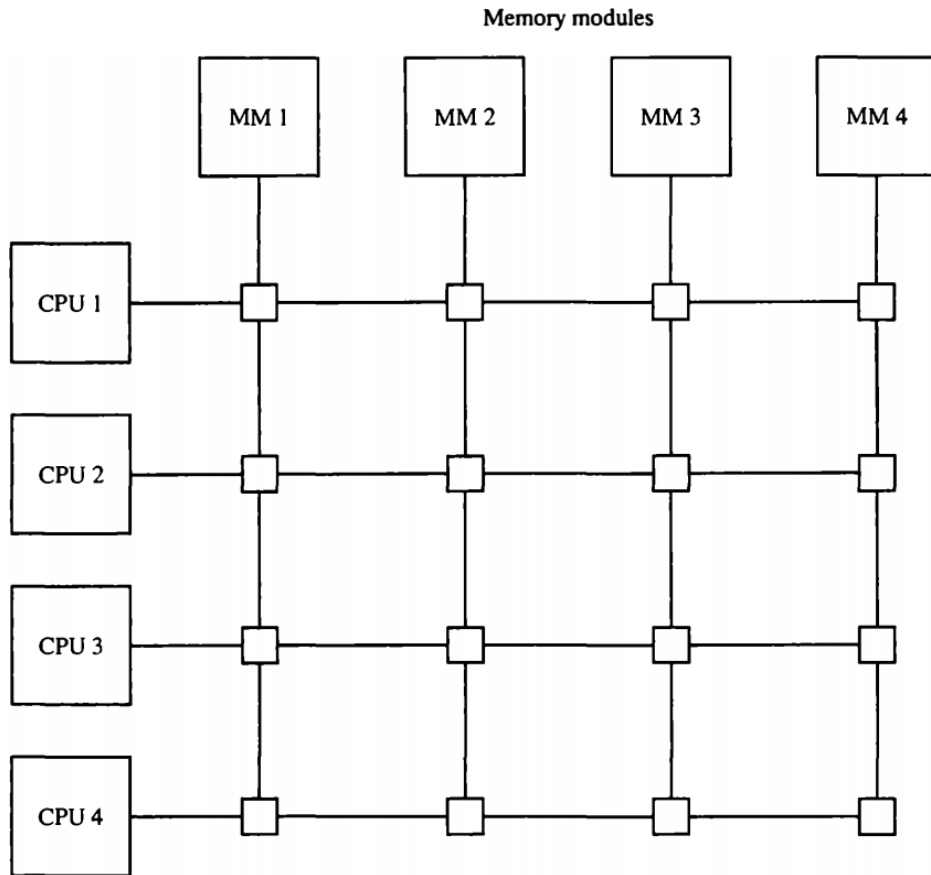 Memory modules
MM 1
MM 2
MM 3
MM 4
CPU 1
CPU 2
CPU 3
CPU 4